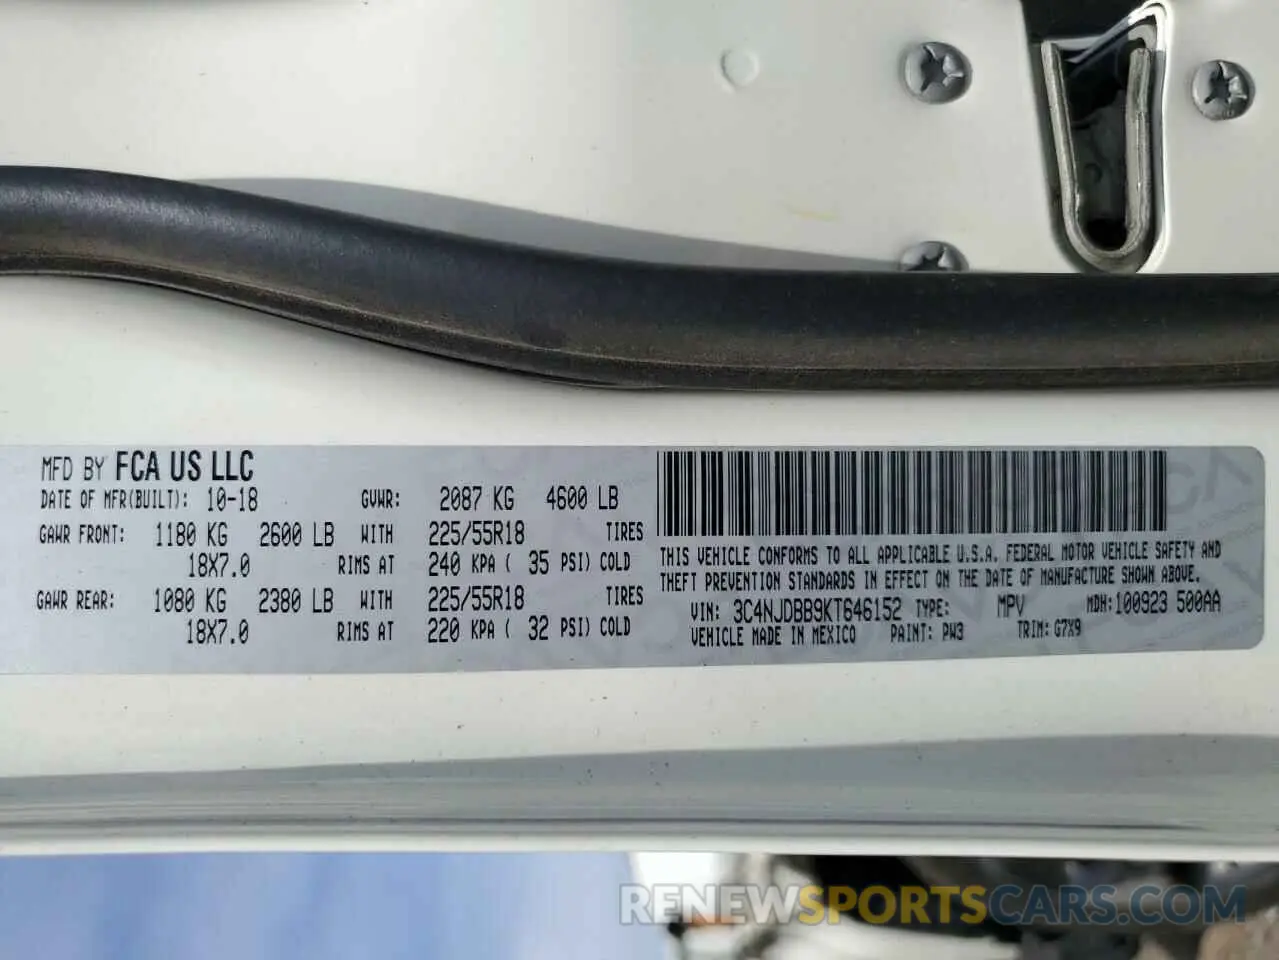 MFD BY FCA US LLC
DATE OF MFR(BUILT): 10-18 GVWR: 2087 KG 4600 LB
GAWR FRONT: 1180 KG 2600 LB WITH 225/55R18 TIRES
18X7.0 RIMS AT 240 KPA ( 35 PSI) COLD
GAWR REAR: 1080 KG 2380 LB WITH 225/55R18 TIRES
18X7.0 RIMS AT 220 KPA ( 32 PSI) COLD
THIS VEHICLE CONFORMS TO ALL APPLICABLE U.S.A. FEDERAL MOTOR VEHICLE SAFETY AND
THEFT PREVENTION STANDARDS IN EFFECT ON THE DATE OF MANUFACTURE SHOWN ABOVE.
VIN: 3C4NJDBB9KT646152 TYPE: MPV MDH:100923 500AA
VEHICLE MADE IN MEXICO PAINT: PW3 TRIM: G7X9
RENEWSPORTSCARS.COM